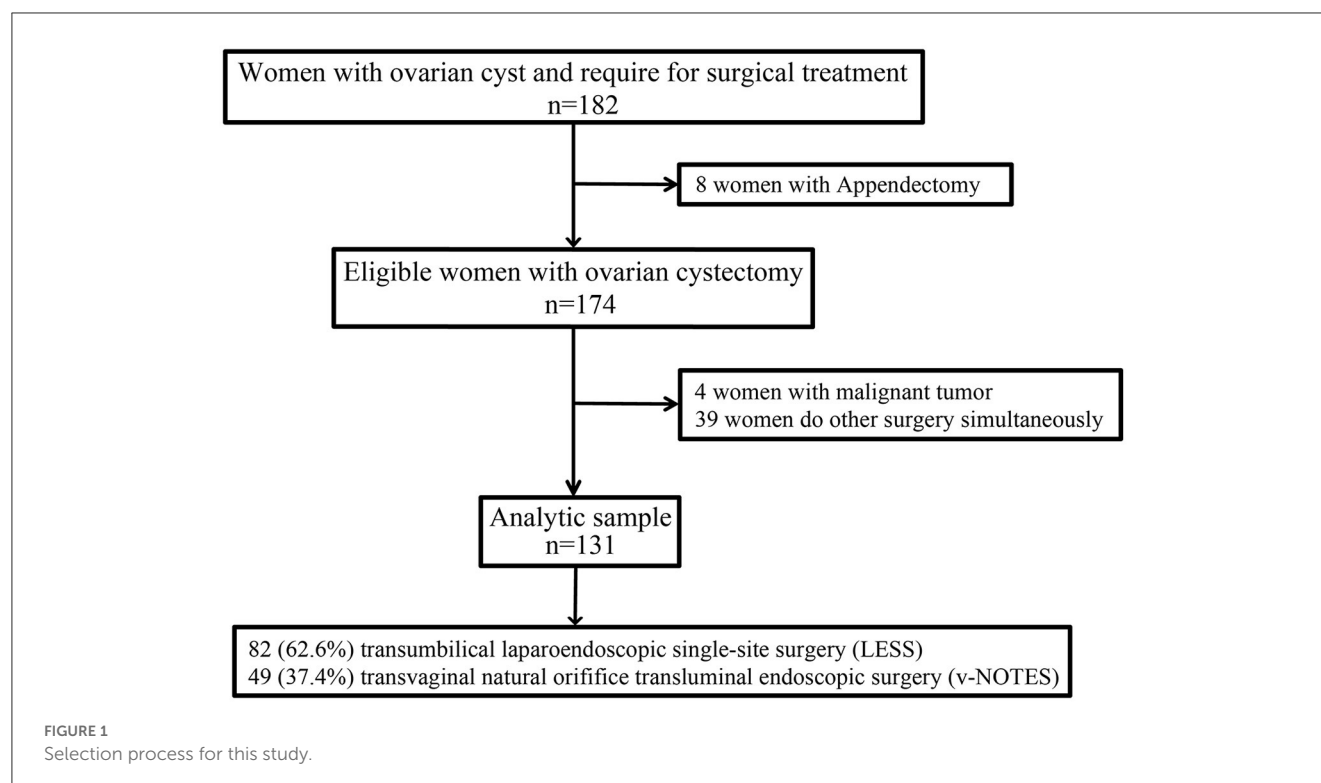 Women with ovarian cyst and require for surgical treatment
n=182
8 women with Appendectomy
Eligible women with ovarian cystectomy
n=174
4 women with malignant tumor
39 women do other surgery simultaneously
Analytic sample
n=131
82 (62.6%) transumbilical laparoendoscopic single-site surgery (LESS)
49 (37.4%) transvaginal natural orififice transluminal endoscopic surgery (v-NOTES)
FIGURE 1
Selection process for this study.